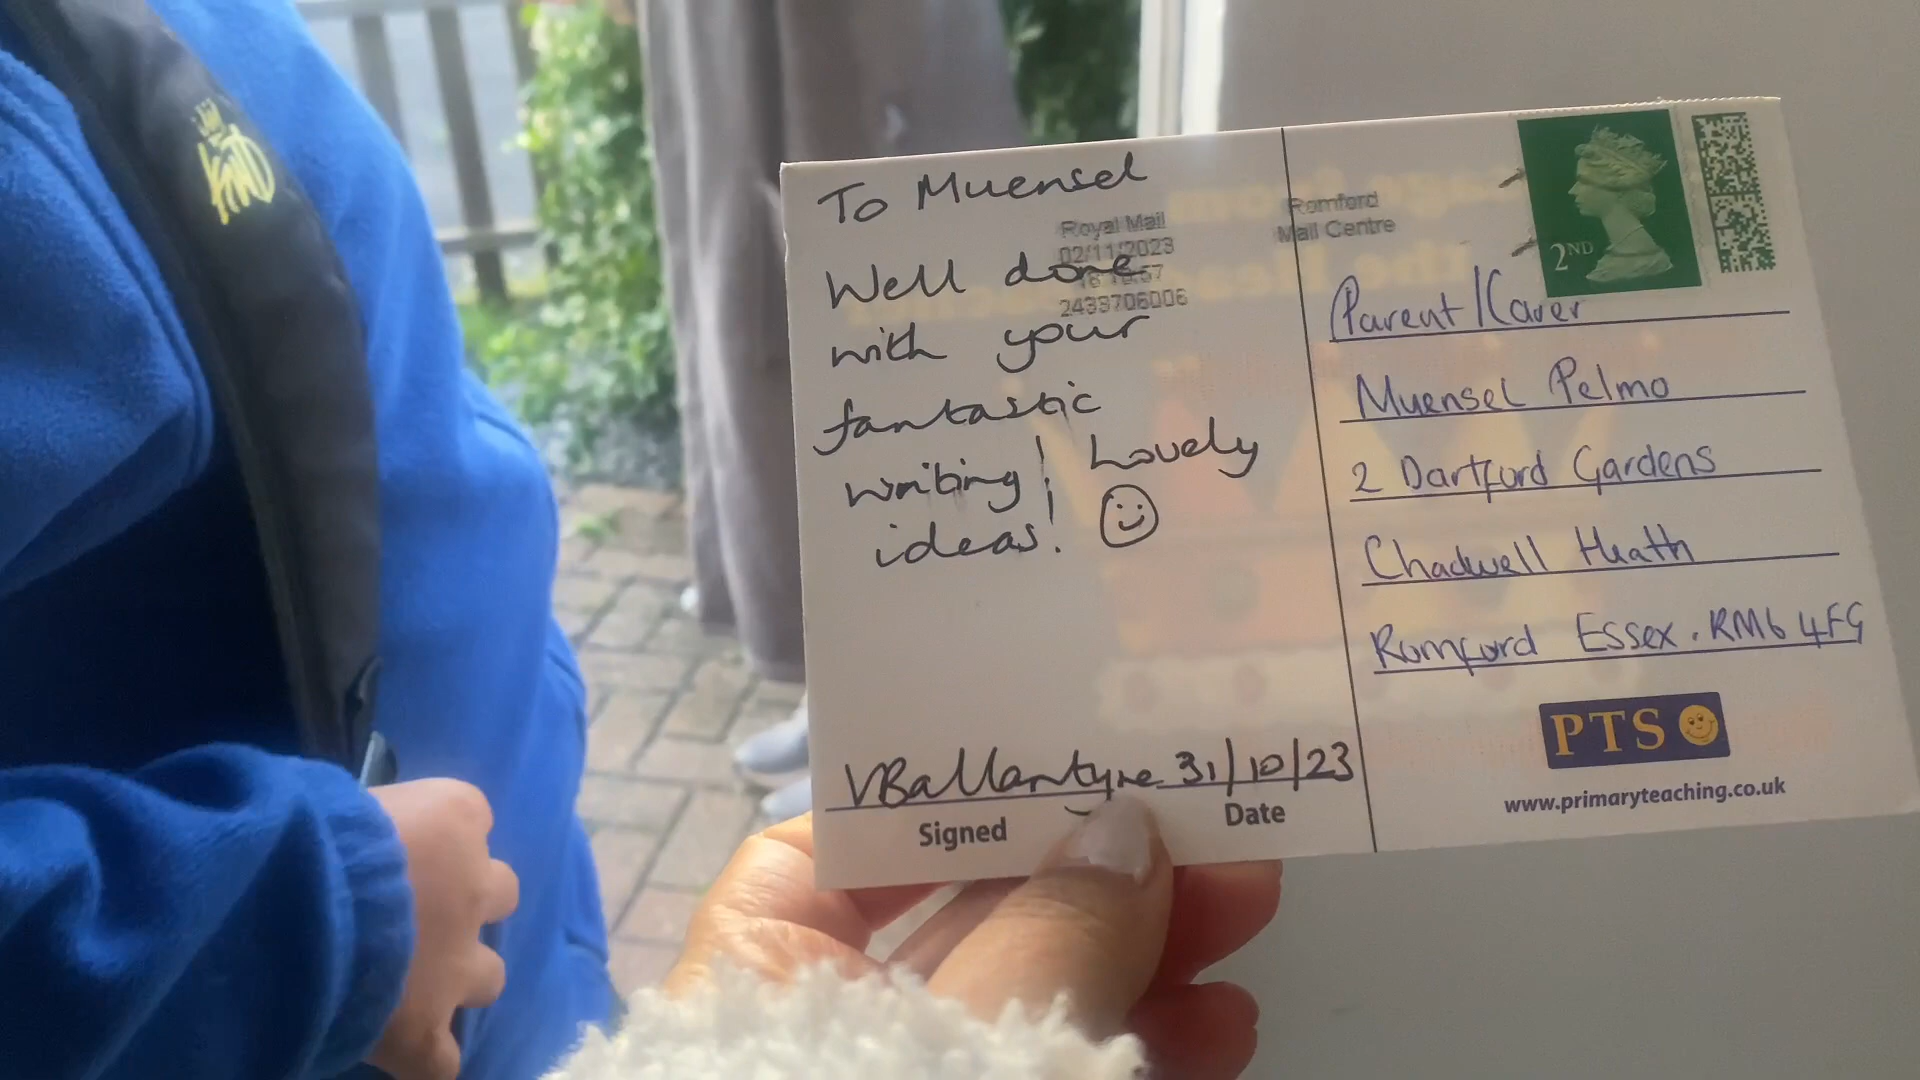 To Muensel
Well done
with your
fantastic
writing! Lovely
ideas!
VBallantyne 31/10/23
Signed
Date
Royal Mail
02/11/2023
2438706006
Romford
Mail Centre
2ND
Parent/Carer
Muensel Pelmo
2 Dartford Gardens
Chadwell Heath
Romford Essex. RM6 4FG
PTS
www.primaryteaching.co.uk